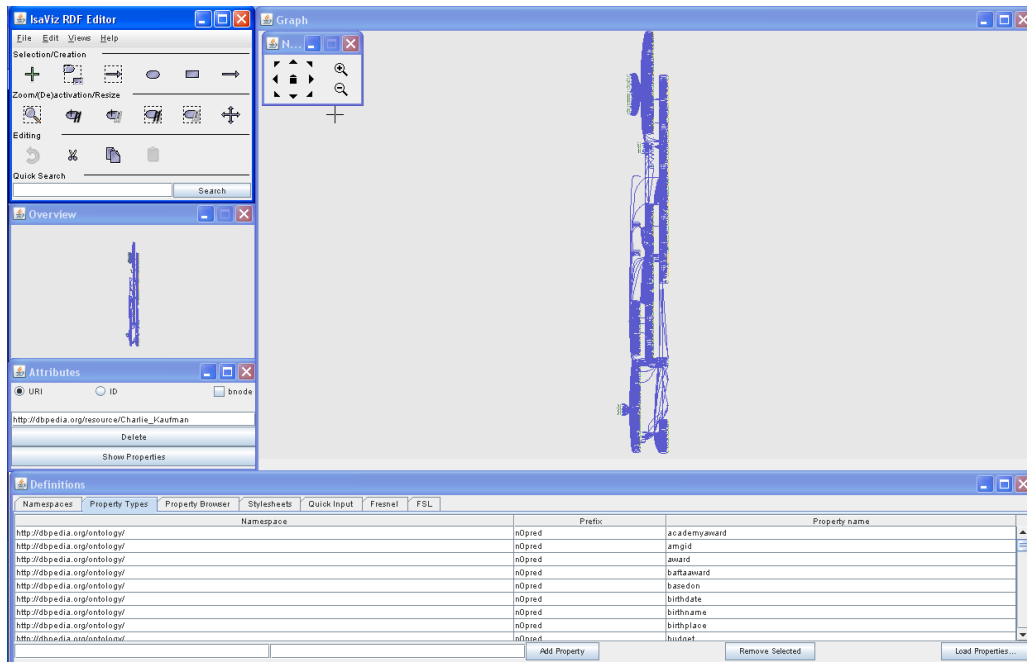 IsaViz RDF Editor
File Edit Views Help
Selection/Creation
Zoom/(De)activation/Resize
Editing
Quick Search
Search
Graph
N...
Overview
Attributes
URI ID bnode
http://dbpedia.org/resource/Charlie_Kaufman
Delete
Show Properties
Definitions
Namespaces Property Types Property Browser Stylesheets Quick Input Fresnel FSL
Namespace Prefix Property name
http://dbpedia.org/ontology/ n0pred academyaward
http://dbpedia.org/ontology/ n0pred amgid
http://dbpedia.org/ontology/ n0pred award
http://dbpedia.org/ontology/ n0pred baftaaward
http://dbpedia.org/ontology/ n0pred basedon
http://dbpedia.org/ontology/ n0pred birthdate
http://dbpedia.org/ontology/ n0pred birthname
http://dbpedia.org/ontology/ n0pred birthplace
http://dbpedia.org/ontology/ n0pred budget
Add Property Remove Selected Load Properties...